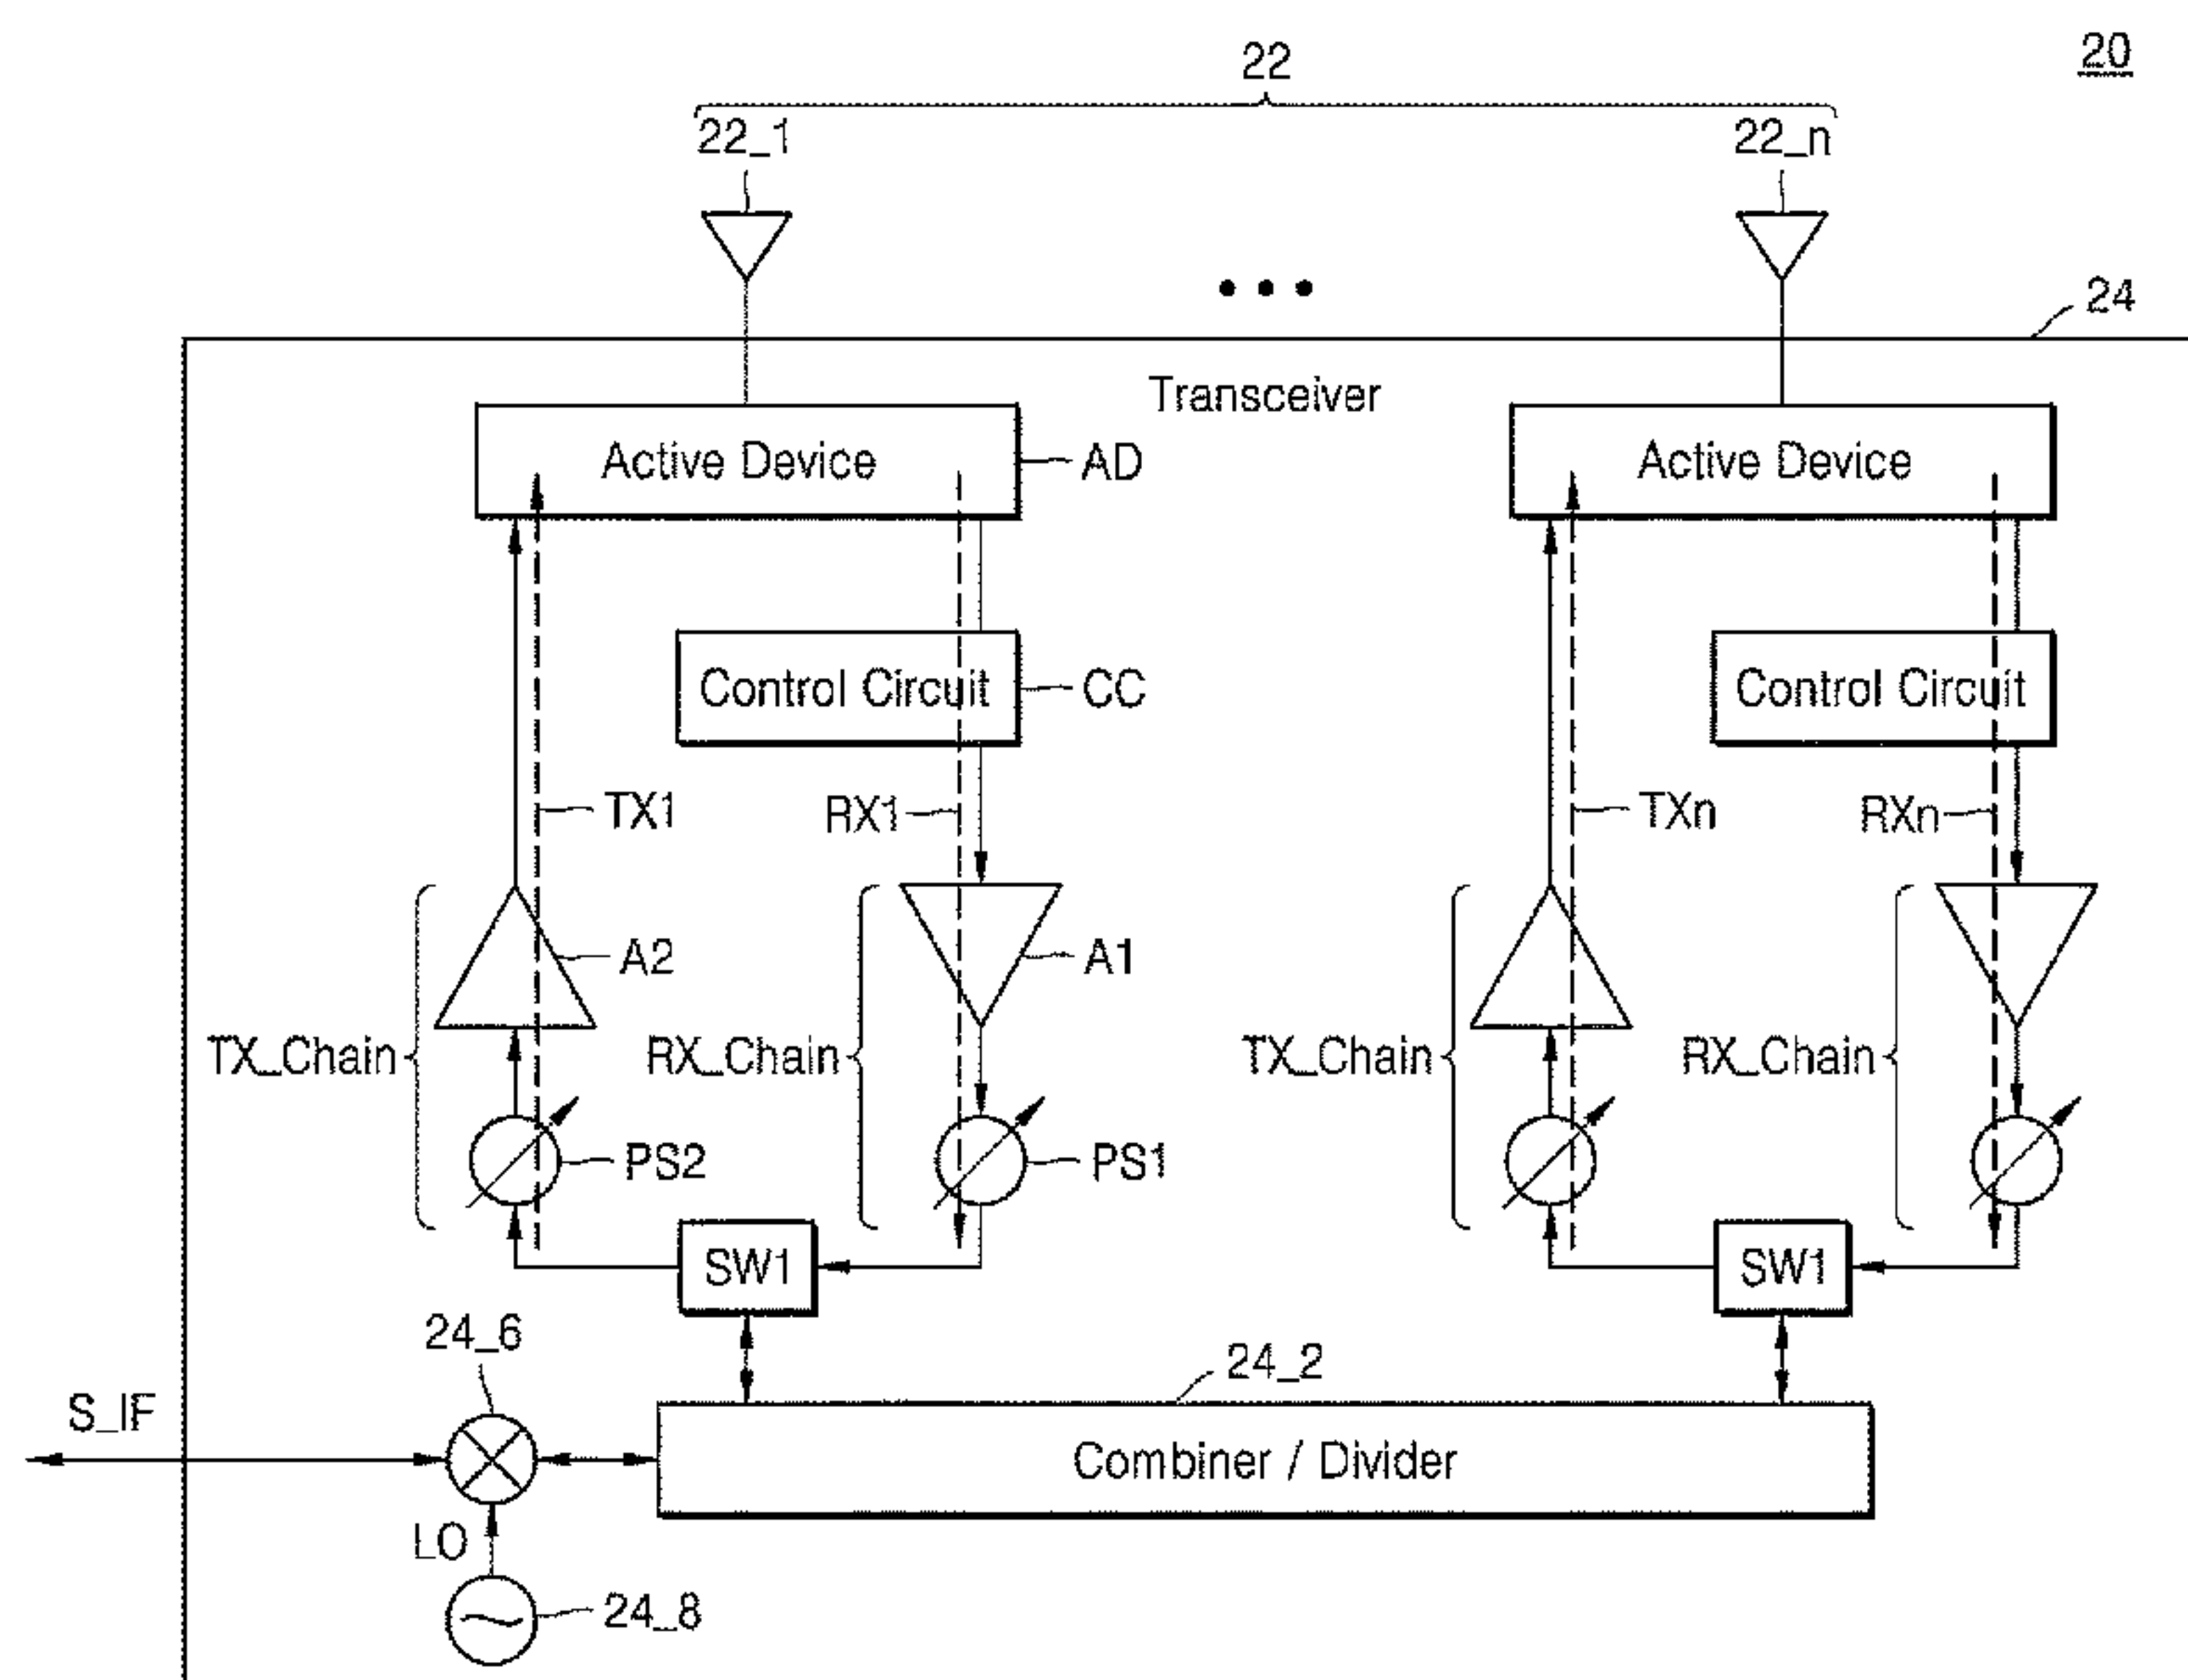 20
22
22_1
22_n
24
Transceiver
Active Device
AD
Active Device
Control Circuit
CC
Control Circuit
TX1
RX1
TXn
RXn
A2
A1
TX_Chain
RX_Chain
TX_Chain
RX_Chain
PS2
PS1
SW1
SW1
24_6
24_2
S_IF
Combiner / Divider
LO
24_8